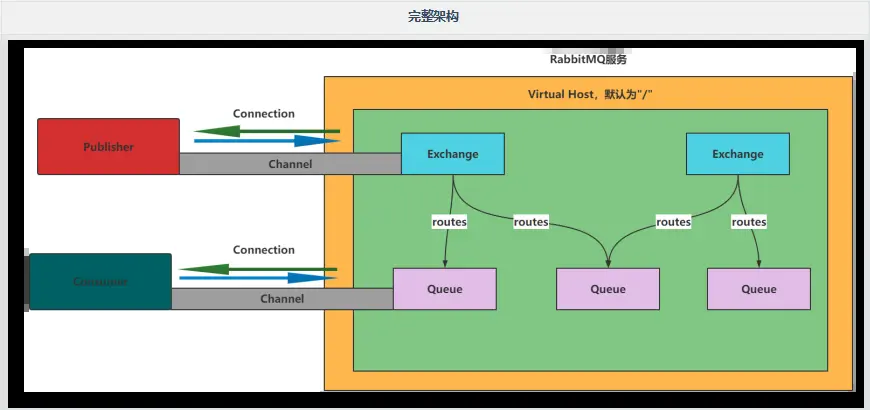 完整架构
RabbitMQ服务
Virtual Host，默认为"/"
Connection
Publisher
Channel
Exchange
Exchange
routes
routes
routes
routes
Connection
Consumer
Channel
Queue
Queue
Queue